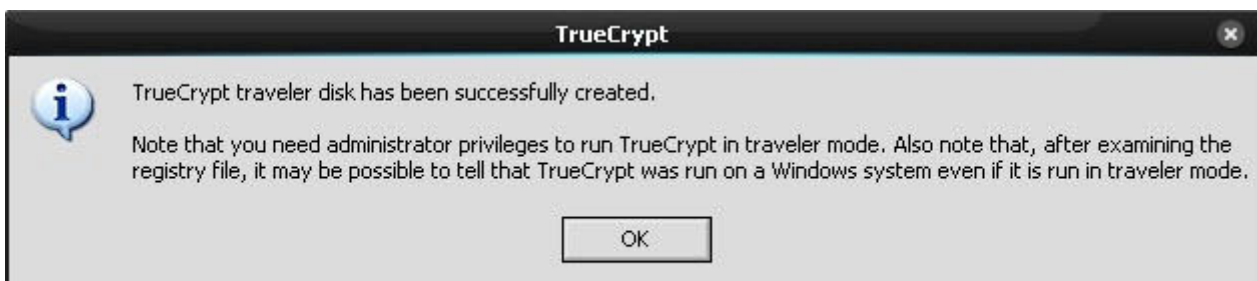 TrueCrypt
TrueCrypt traveler disk has been successfully created.
Note that you need administrator privileges to run TrueCrypt in traveler mode. Also note that, after examining the
registry file, it may be possible to tell that TrueCrypt was run on a Windows system even if it is run in traveler mode.
OK